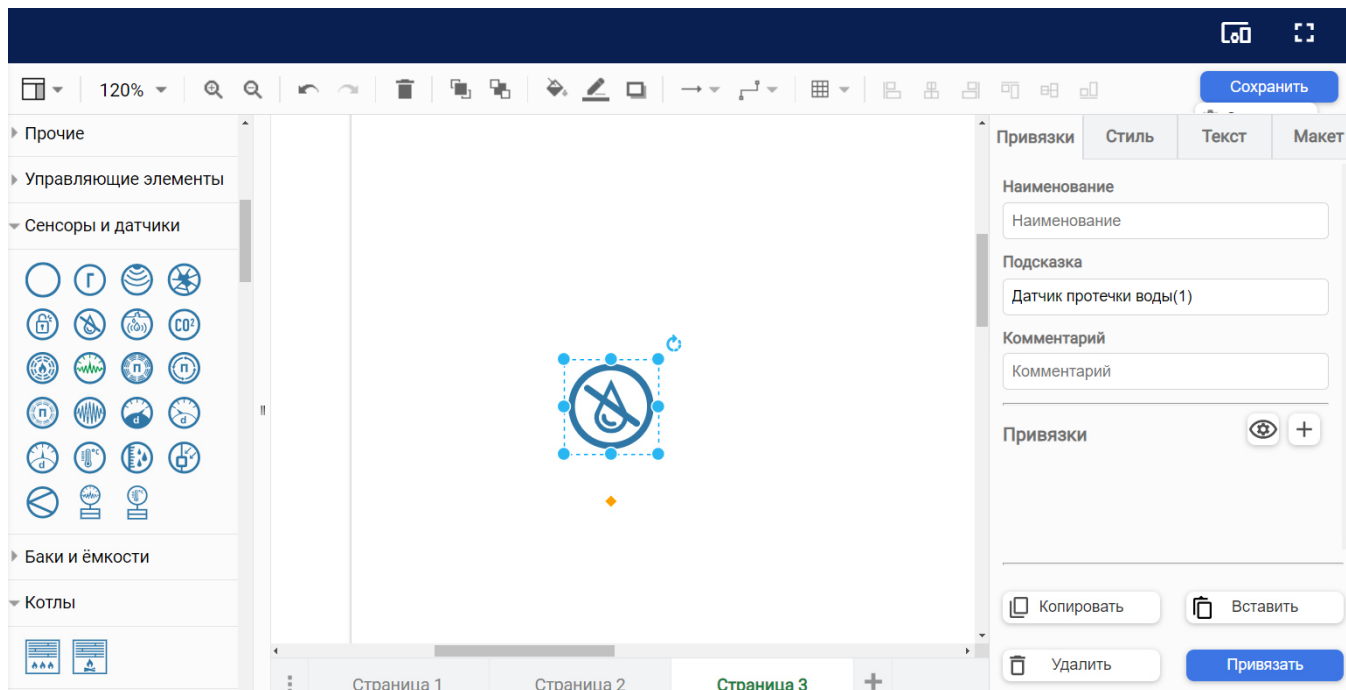 120%
Сохранить
Прочие
Управляющие элементы
Сенсоры и датчики
Г
CO²
П
П
П
d
d
d
°C
Баки и ёмкости
Котлы
Привязки
Стиль
Текст
Макет
Наименование
Наименование
Подсказка
Датчик протечки воды(1)
Комментарий
Комментарий
Привязки
Копировать
Вставить
Удалить
Привязать
Страница 1
Страница 2
Страница 3